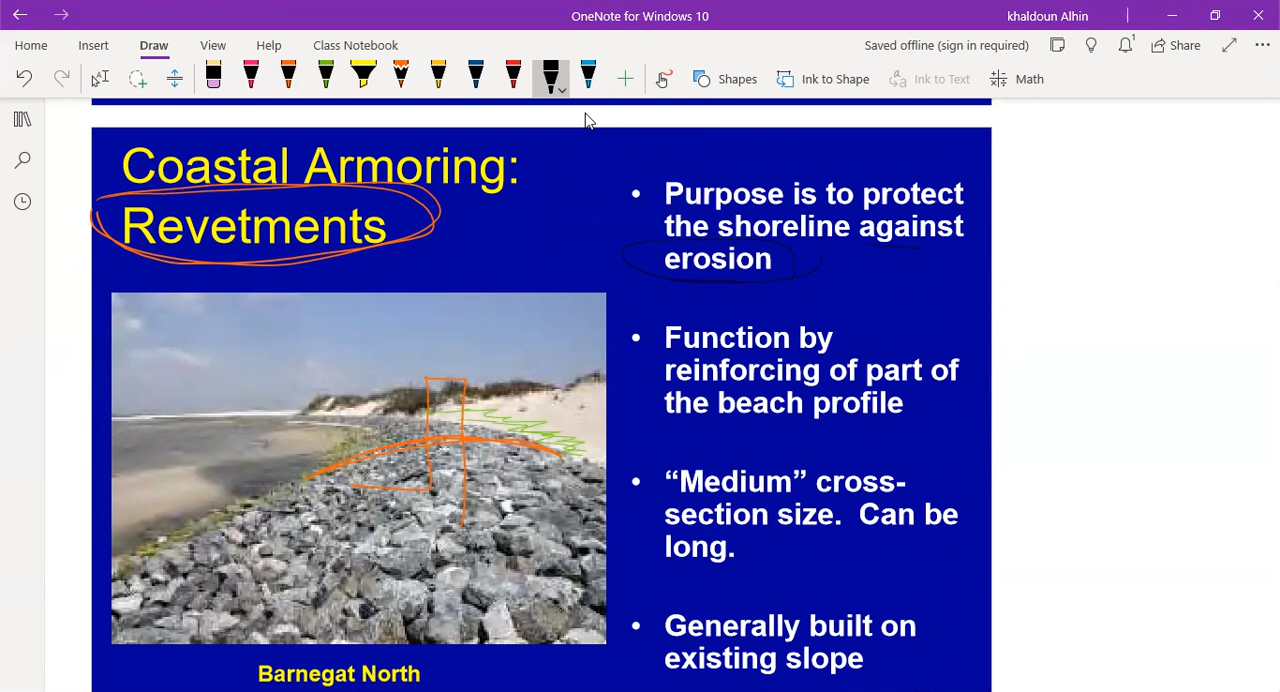 OneNote for Windows 10
khaldoun Alhin
Home Insert Draw View Help Class Notebook
Saved offline (sign in required)
Share
Shapes
Ink to Shape
Ink to Text
Math
Coastal Armoring:
Revetments
• Purpose is to protect
the shoreline against
erosion
• Function by
reinforcing of part of
the beach profile
• “Medium” cross-
section size. Can be
long.
• Generally built on
existing slope
Barnegat North